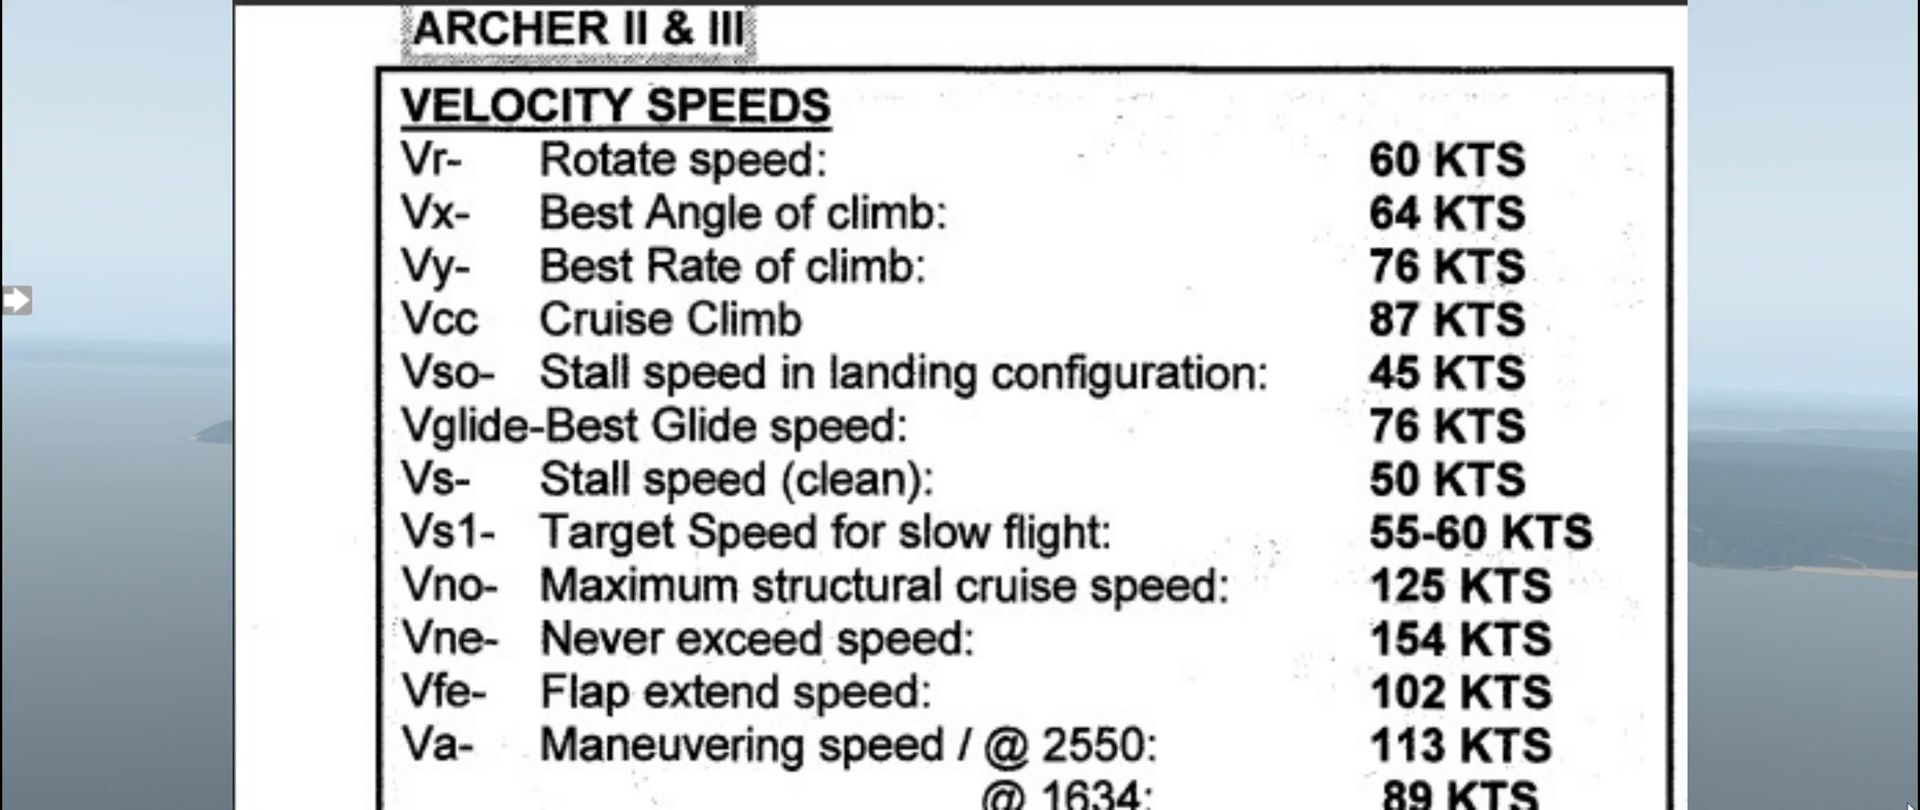 ARCHER II & III
VELOCITY SPEEDS
Vr- Rotate speed: 60 KTS
Vx- Best Angle of climb: 64 KTS
Vy- Best Rate of climb: 76 KTS
Vcc Cruise Climb 87 KTS
Vso- Stall speed in landing configuration: 45 KTS
Vglide-Best Glide speed: 76 KTS
Vs- Stall speed (clean): 50 KTS
Vs1- Target Speed for slow flight: 55-60 KTS
Vno- Maximum structural cruise speed: 125 KTS
Vne- Never exceed speed: 154 KTS
Vfe- Flap extend speed: 102 KTS
Va- Maneuvering speed / @ 2550: 113 KTS
@ 1634: 89 KTS